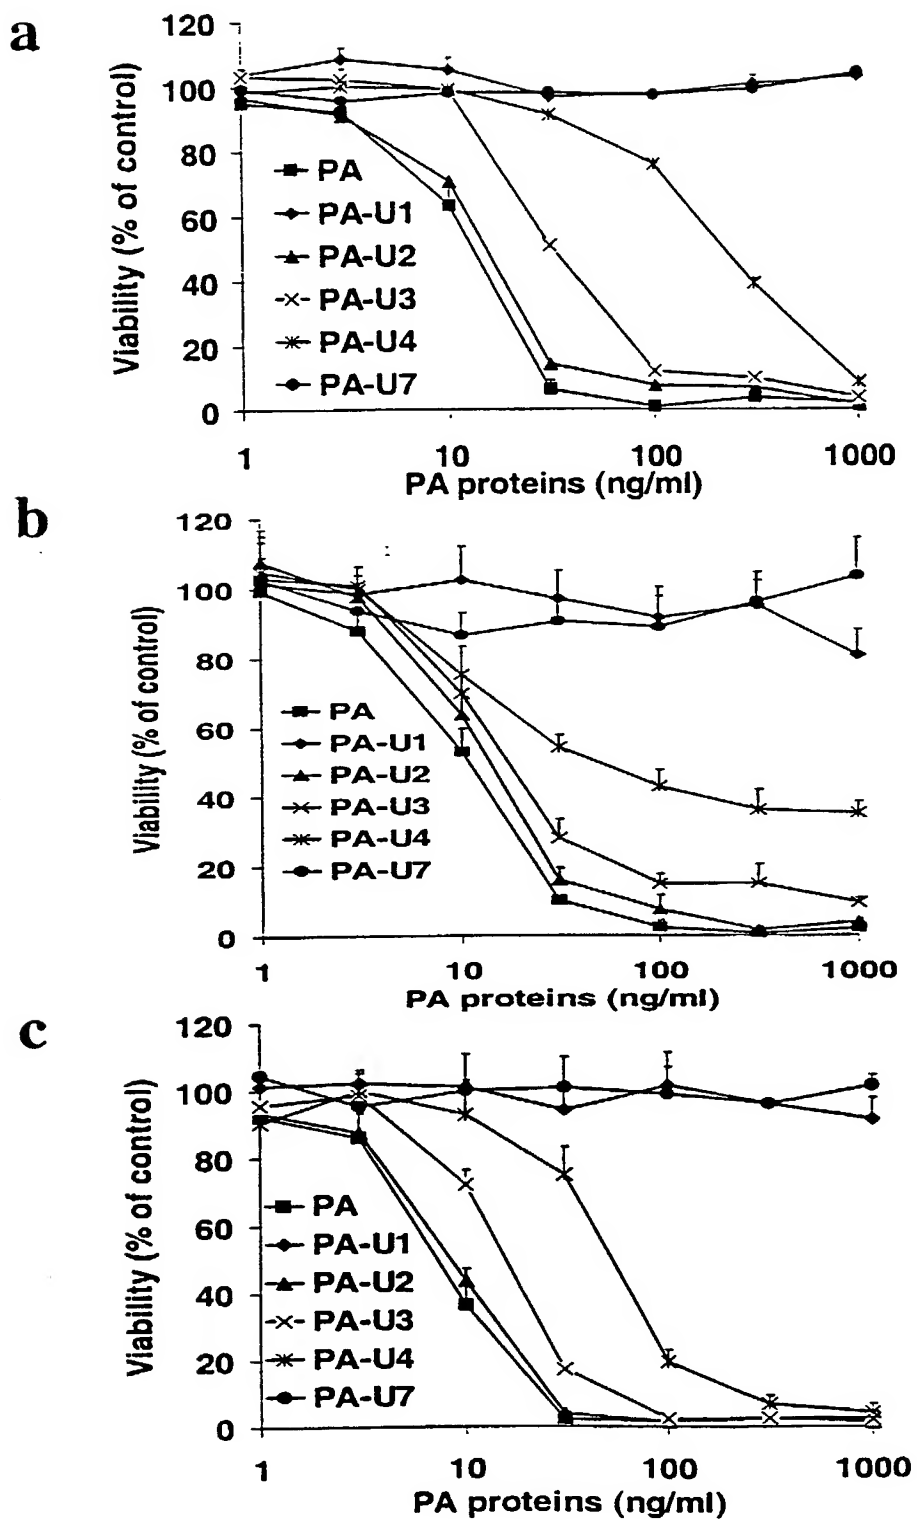 a
120
100
80
60
40
20
0
Viability (% of control)
PA
PA-U1
PA-U2
PA-U3
PA-U4
PA-U7
1 10 100 1000
PA proteins (ng/ml)
b
120
100
80
60
40
20
0
Viability (% of control)
PA
PA-U1
PA-U2
PA-U3
PA-U4
PA-U7
1 10 100 1000
PA proteins (ng/ml)
c
120
100
80
60
40
20
0
Viability (% of control)
PA
PA-U1
PA-U2
PA-U3
PA-U4
PA-U7
1 10 100 1000
PA proteins (ng/ml)